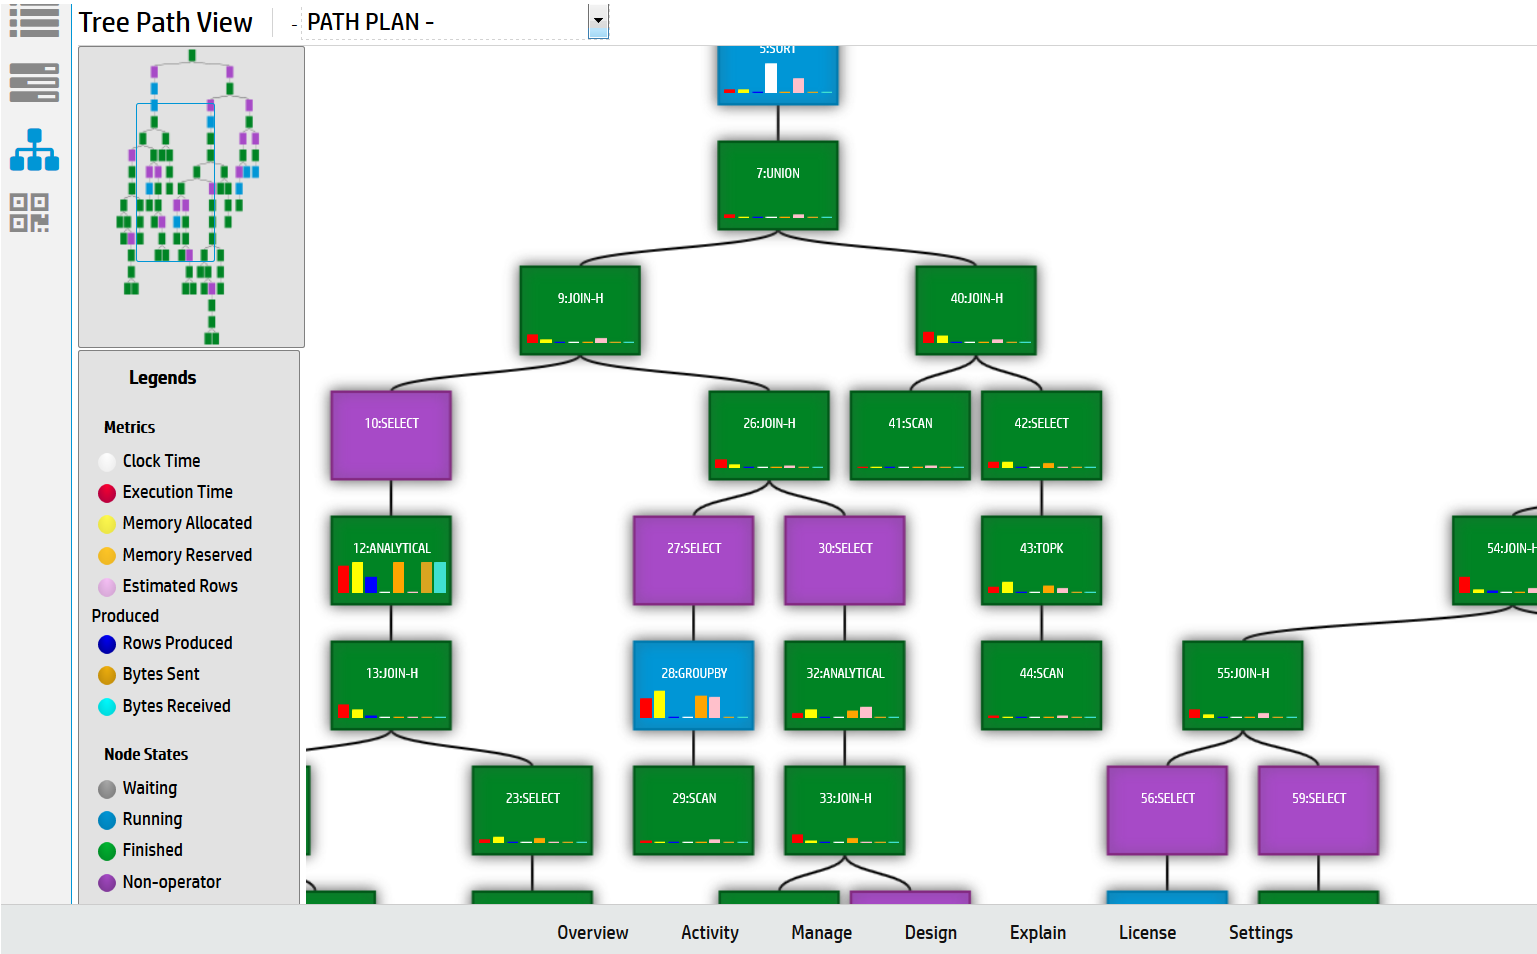 Tree Path View
- PATH PLAN -
5:SORT
7:UNION
9:JOIN-H
40:JOIN-H
10:SELECT
26:JOIN-H
41:SCAN
42:SELECT
12:ANALYTICAL
27:SELECT
30:SELECT
43:TOPK
54:JOIN-H
13:JOIN-H
28:GROUPBY
32:ANALYTICAL
44:SCAN
55:JOIN-H
23:SELECT
29:SCAN
33:JOIN-H
56:SELECT
59:SELECT
Legends
Metrics
Clock Time
Execution Time
Memory Allocated
Memory Reserved
Estimated Rows
Produced
Rows Produced
Bytes Sent
Bytes Received
Node States
Waiting
Running
Finished
Non-operator
Overview Activity Manage Design Explain License Settings